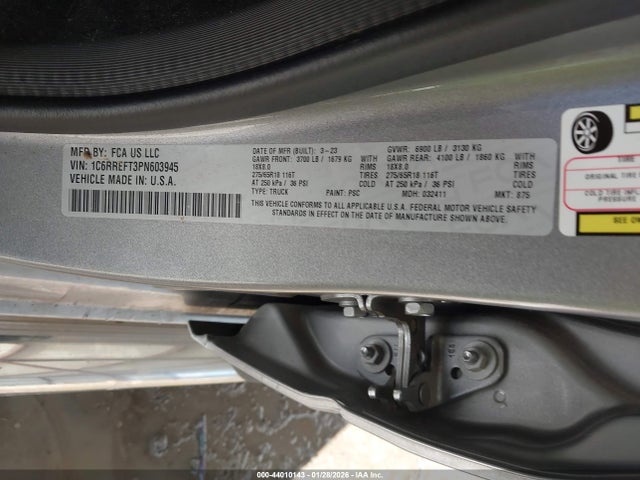 MFD BY: FCA US LLC
VIN: 1C6RREFT3PN603945
VEHICLE MADE IN: U.S.A.
DATE OF MFR (BUILT): 3-23
GVWR: 6900 LB / 3130 KG
GAWR FRONT: 3700 LB / 1679 KG WITH
GAWR REAR: 4100 LB / 1860 KG WITH
18X8.0 RIMS
18X8.0 RIMS
275/65R18 116T TIRES
275/65R18 116T TIRES
AT 250 kPa / 36 PSI COLD
AT 250 kPa / 36 PSI COLD
TYPE: TRUCK PAINT: PSC MDH: 032411 MKT: 875
THIS VEHICLE CONFORMS TO ALL APPLICABLE U.S.A. FEDERAL MOTOR VEHICLE SAFETY
STANDARDS IN EFFECT ON THE DATE OF MANUFACTURE SHOWN ABOVE.
ORIGINAL TIRE
COLD TIRE INF
PRESSURE
SEE OW
000-44010143 - 01/28/2026 - IMPACT AUTO AUCTIONS